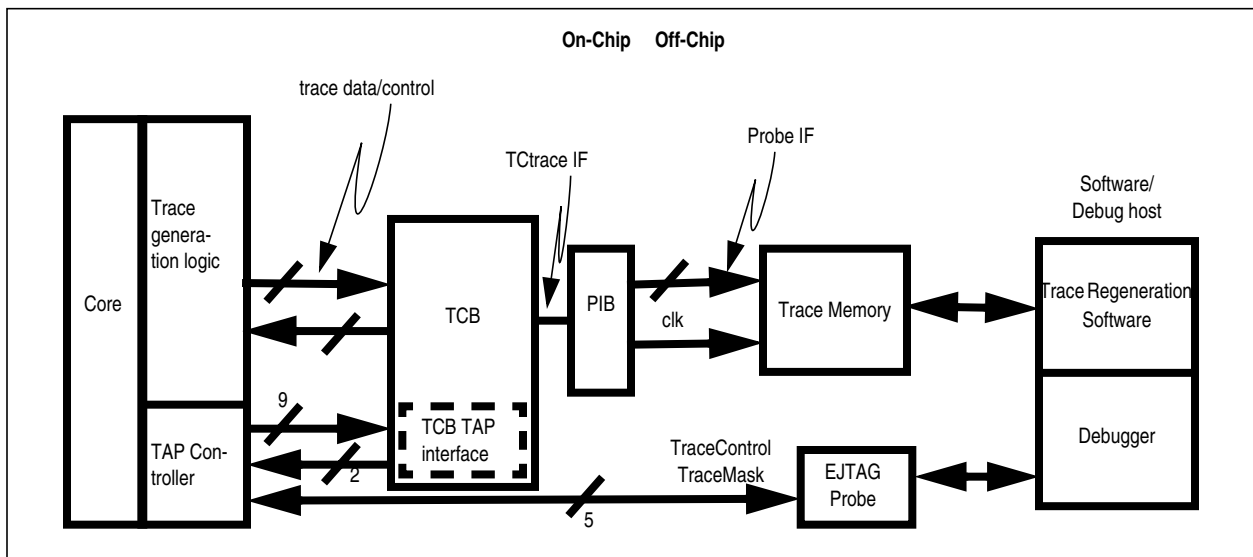 On-Chip Off-Chip
trace data/control
Probe IF
TCtrace IF
Software/
Debug host
Trace
genera-
tion logic
Core
TCB
PIB
clk
Trace Memory
Trace Regeneration
Software
9
TAP Con-
troller
2
TCB TAP
interface
TraceControl
TraceMask
5
EJTAG
Probe
Debugger